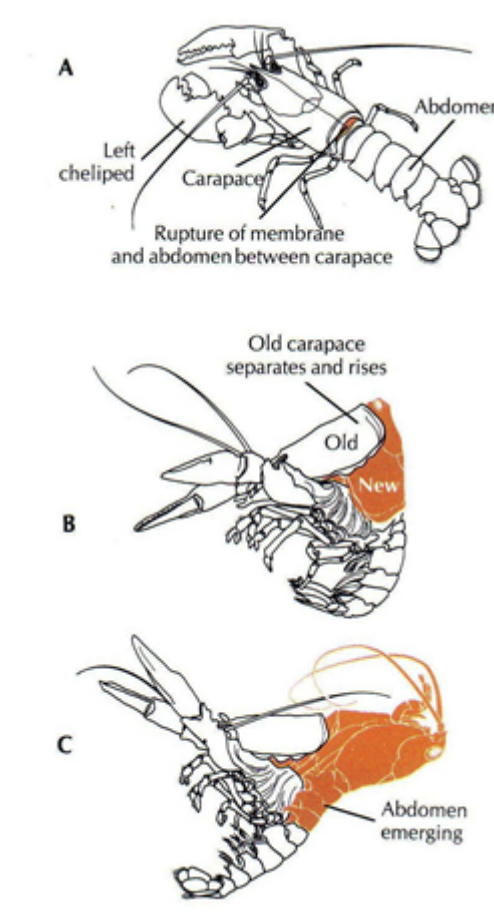 A
Abdomen
Left
cheliped
Carapace
Rupture of membrane
and abdomen between carapace
Old carapace
separates and rises
Old
New
B
C
Abdomen
emerging